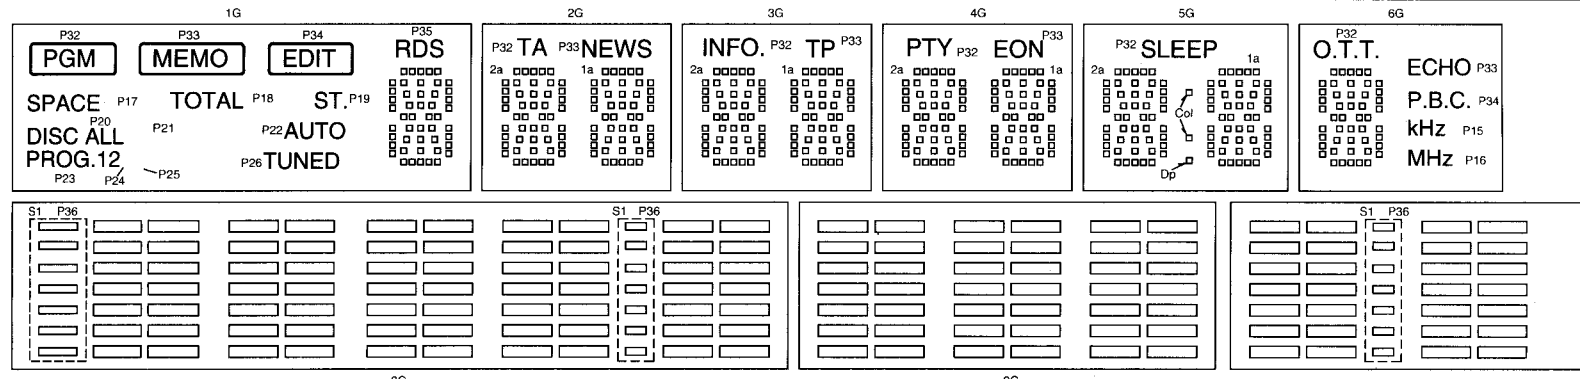 1G 2G 3G 4G 5G 6G
P32 P33 P34 P35
PGM MEMO EDIT RDS
P32 TA P33 NEWS
2a 1a
INFO. P32 TP P33
2a 1a
PTY P32 EON P33
2a 1a
P32 SLEEP
2a 1a
Col
Dp
P32
O.T.T.
ECHO P33
P.B.C. P34
kHz P15
MHz P16
SPACE P17 TOTAL P18 ST. P19
P20 P21
DISC ALL P22 AUTO
PROG.12 P26 TUNED
P23 P24 P25
S1 P36 S1 P36 S1 P36